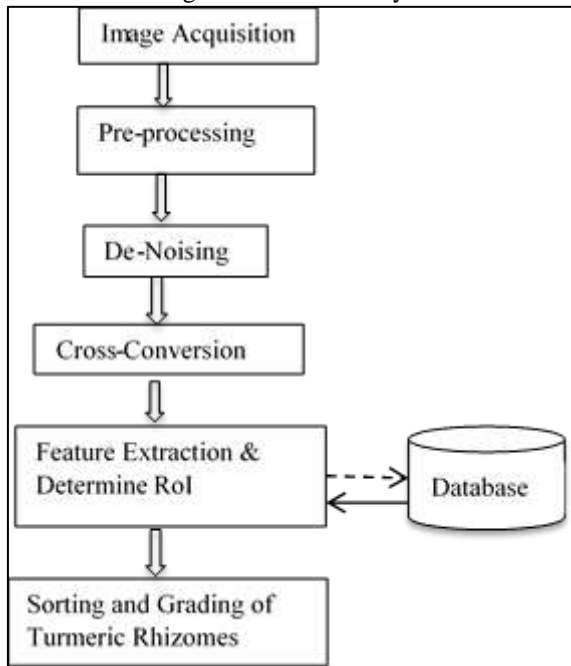 Image Acquisition
Pre-processing
De-Noising
Cross-Conversion
Feature Extraction &
Determine RoI
Database
Sorting and Grading of
Turmeric Rhizomes